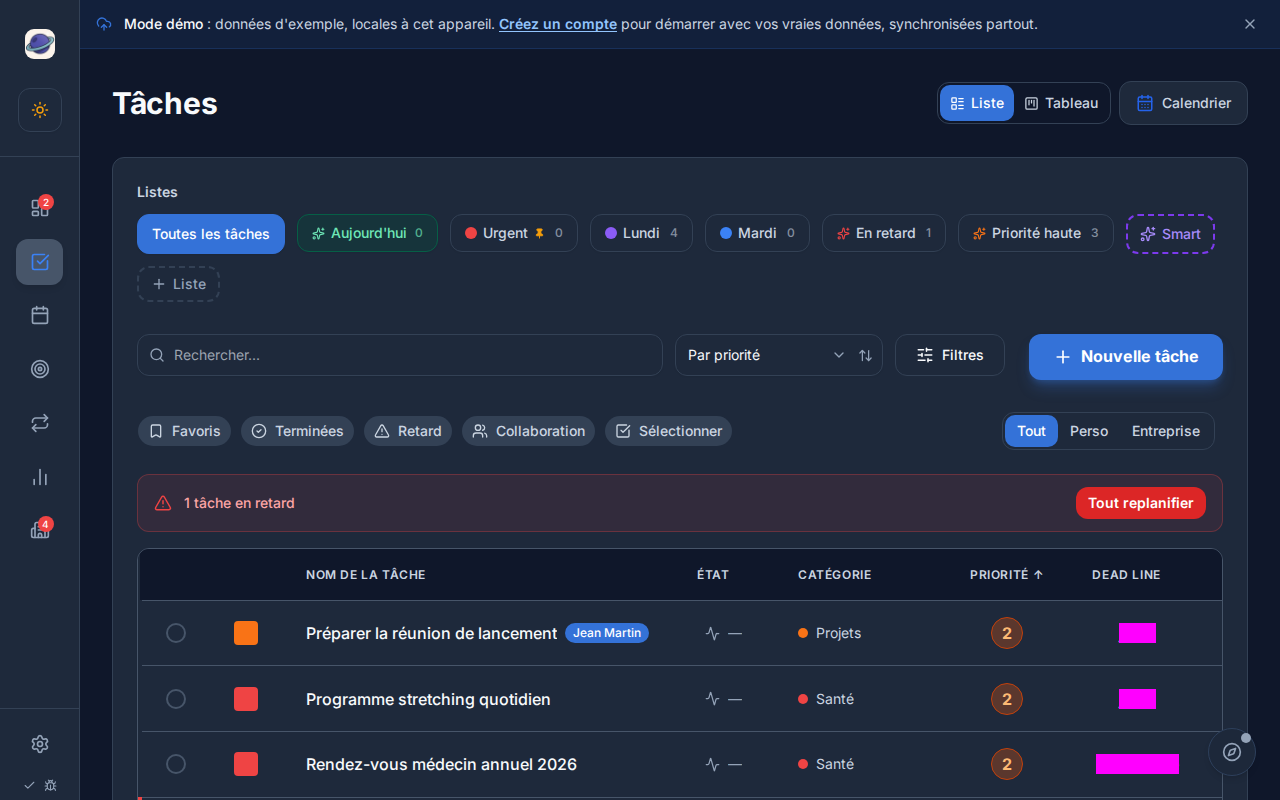 Mode démo : données d'exemple, locales à cet appareil. Créez un compte pour démarrer avec vos vraies données, synchronisées partout.
Tâches
Liste
Tableau
Calendrier
2
4
Listes
Toutes les tâches
Aujourd'hui 0
Urgent 0
Lundi 4
Mardi 0
En retard 1
Priorité haute 3
Smart
+ Liste
Rechercher...
Par priorité
Filtres
+ Nouvelle tâche
Favoris
Terminées
Retard
Collaboration
Sélectionner
Tout
Perso
Entreprise
1 tâche en retard
Tout replanifier
NOM DE LA TÂCHE ÉTAT CATÉGORIE PRIORITÉ ↑ DEAD LINE
Préparer la réunion de lancement Jean Martin — Projets 2
Programme stretching quotidien — Santé 2
Rendez-vous médecin annuel 2026 — Santé 2